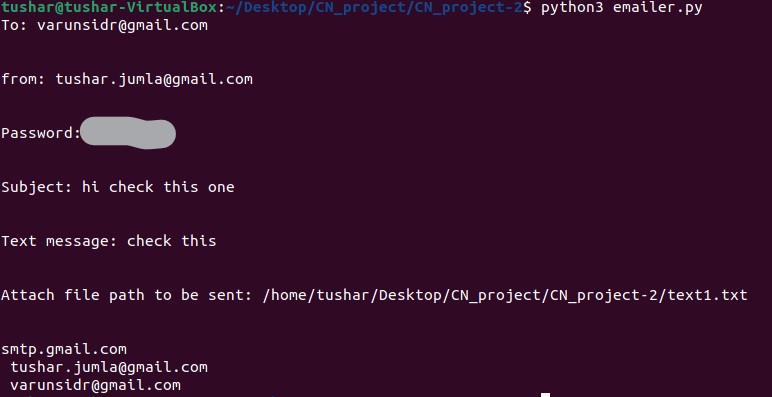 tushar@tushar-VirtualBox:~/Desktop/CN_project/CN_project-2$ python3 emailer.py
To: varunsidr@gmail.com
from: tushar.jumla@gmail.com
Password:
Subject: hi check this one
Text message: check this
Attach file path to be sent: /home/tushar/Desktop/CN_project/CN_project-2/text1.txt
smtp.gmail.com
tushar.jumla@gmail.com
varunsidr@gmail.com